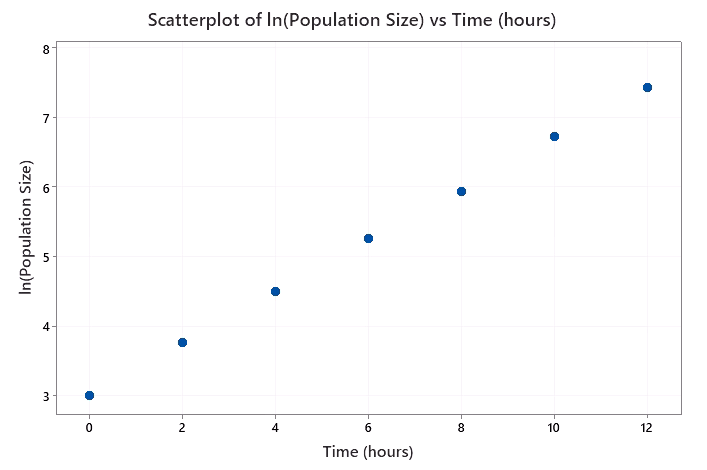 Scatterplot of ln(Population Size) vs Time (hours)
8
7
6
5
4
3
ln(Population Size)
0 2 4 6 8 10 12
Time (hours)